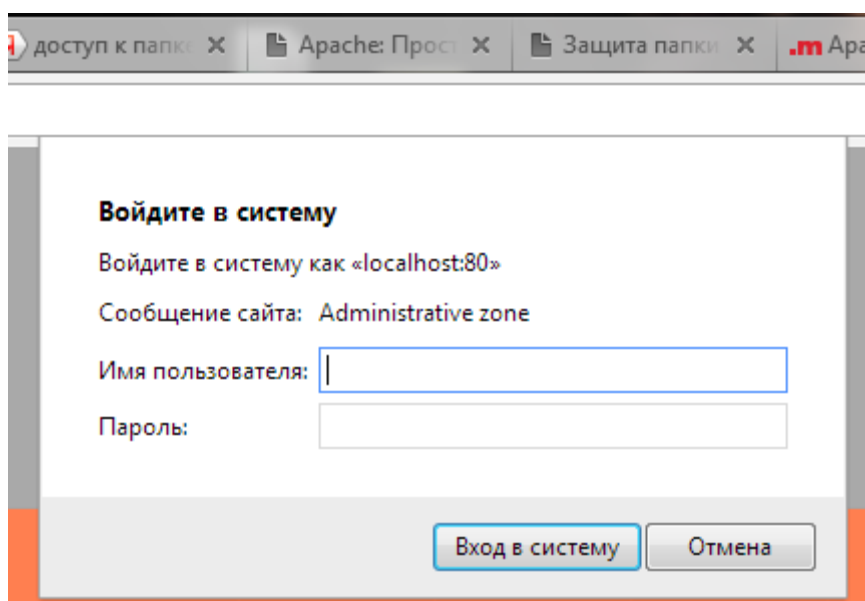 доступ к папке Apache: Прост Защита папки .m Apa
Войдите в систему
Войдите в систему как «localhost:80»
Сообщение сайта: Administrative zone
Имя пользователя:
Пароль:
Вход в систему Отмена